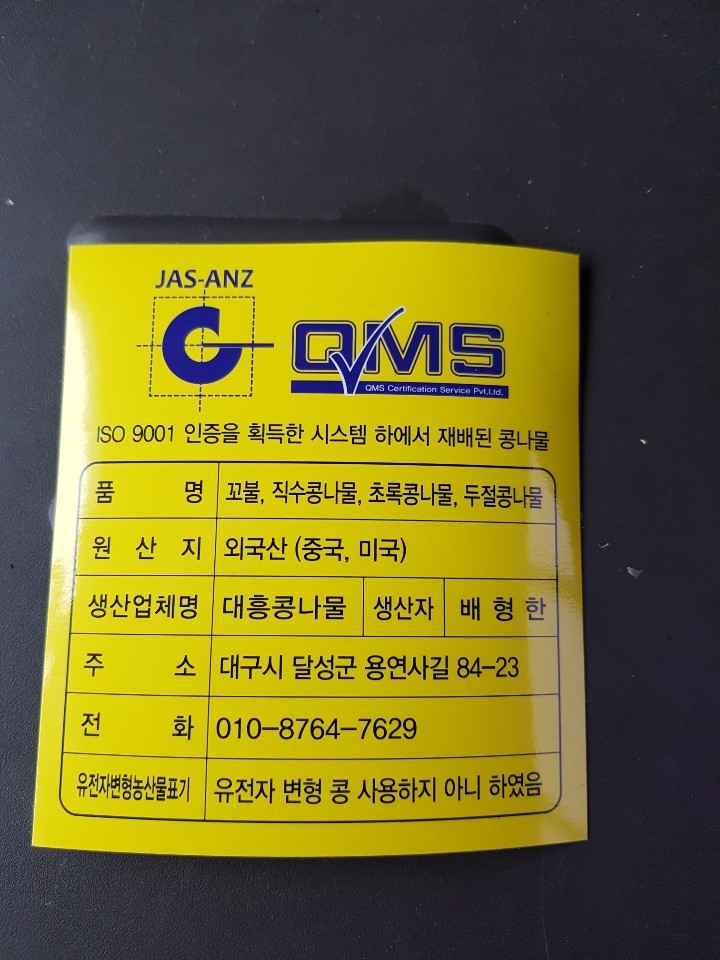 JAS-ANZ
QMS
QMS Certification Service Pvt,Ltd,
ISO 9001 인증을 획득한 시스템 하에서 재배된 콩나물
품 명 꼬불, 직수콩나물, 초록콩나물, 두절콩나물
원 산 지 외국산 (중국, 미국)
생산업체명 대흥콩나물 생산자 배 형 한
주 소 대구시 달성군 용연사길 84-23
전 화 010-8764-7629
유전자변형농산물표기 유전자 변형 콩 사용하지 아니 하였음